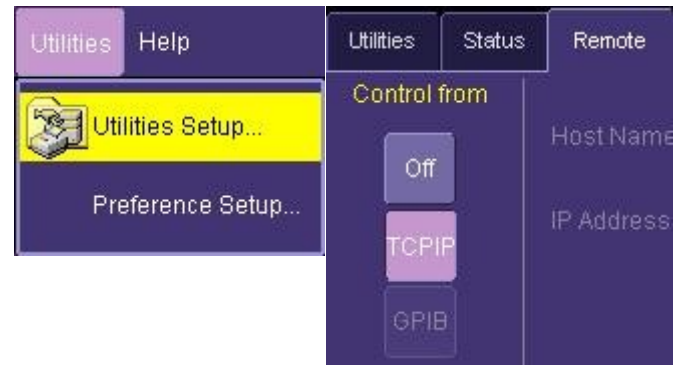 Utilities Help
Utilities Setup...
Preference Setup...
Utilities Status Remote
Control from
Host Name
Off
IP Address
TCPIP
GPIB